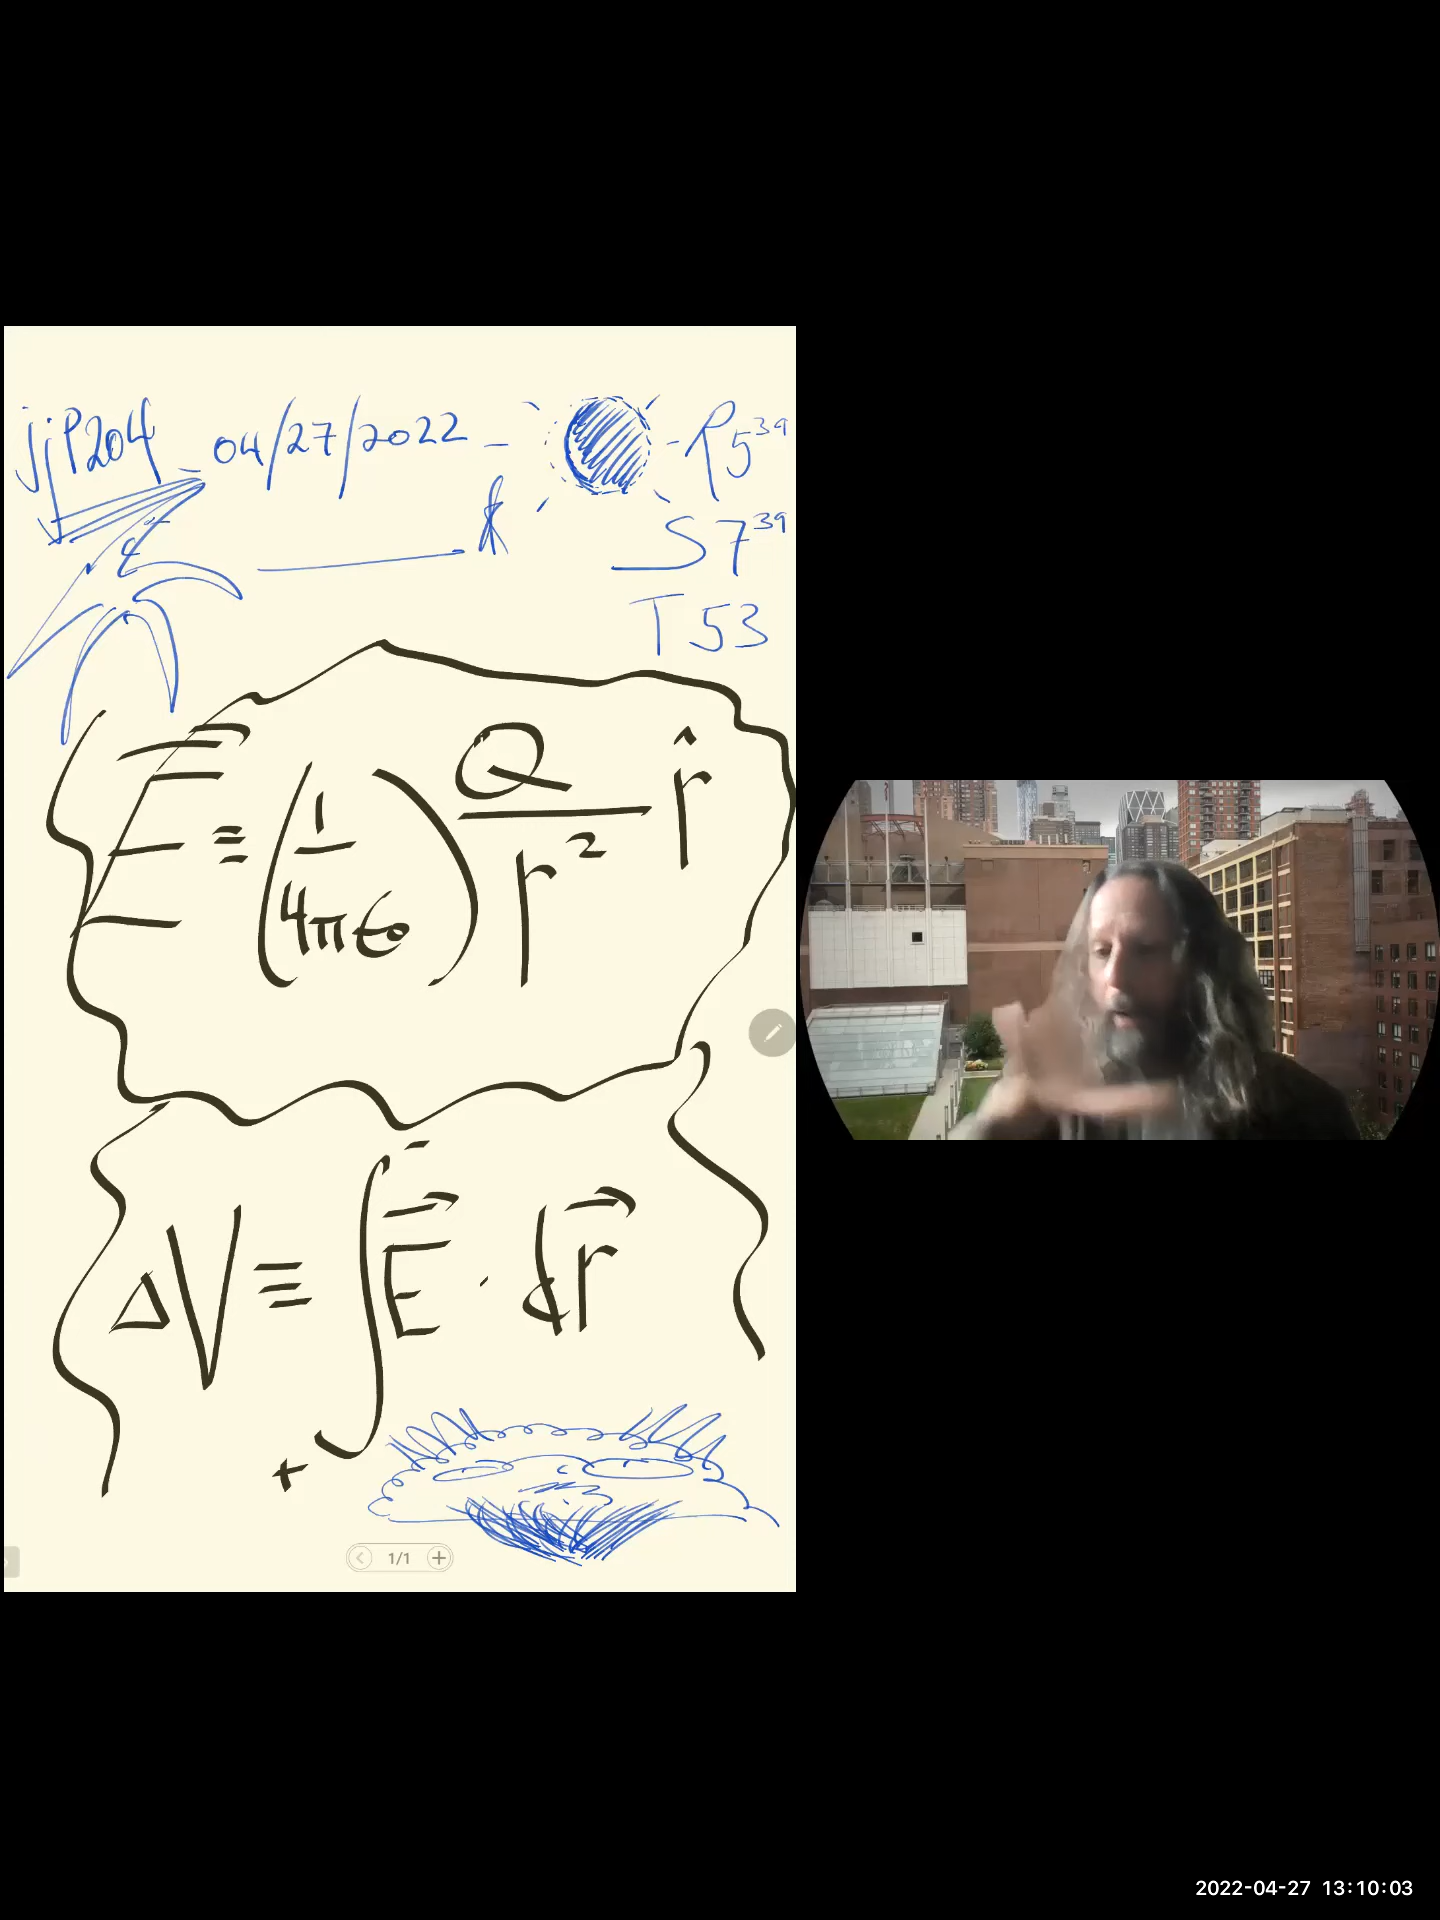 jjP204 - 04/27/2022 - R5³⁹
S7³⁹
T53
E⃗ = (1/4πϵ₀) Q/r² r̂
ΔV ≡ ∫₊⁻ E⃗ · dr⃗
1/1
2022-04-27 13:10:03